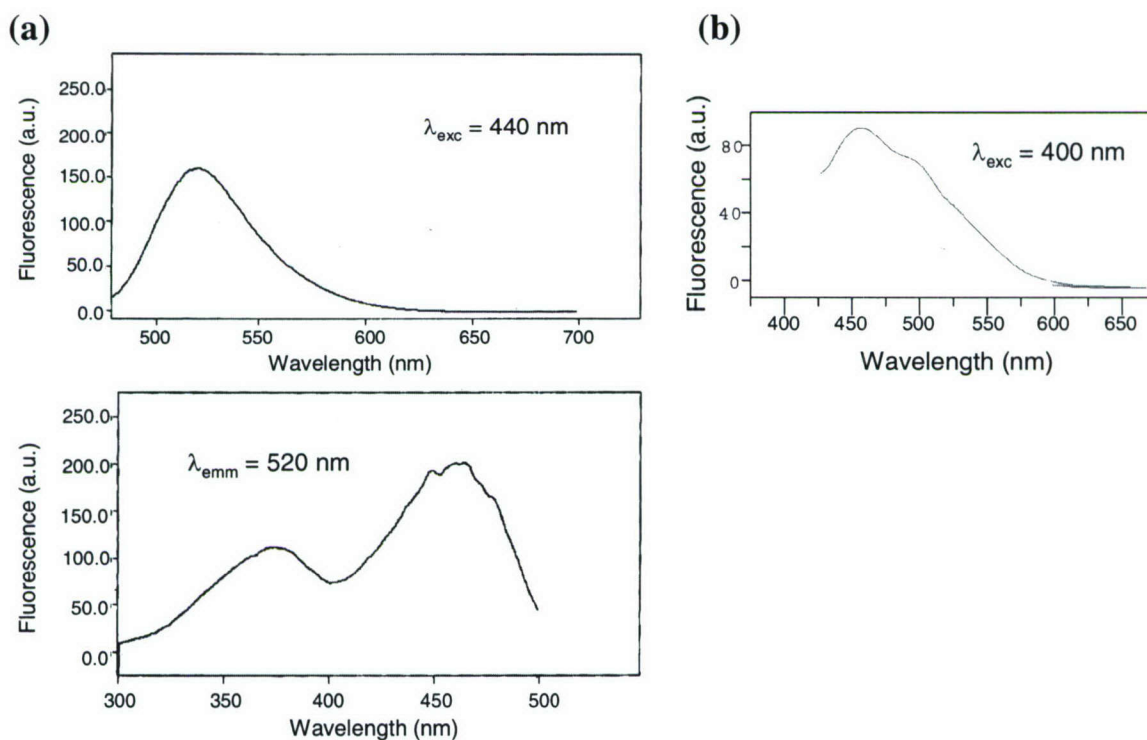 (a)
Fluorescence (a.u.)
250.0
200.0
150.0
100.0
50.0
0.0
λexc = 440 nm
500 550 600 650 700
Wavelength (nm)
Fluorescence (a.u.)
250.0
200.0
150.0
100.0
50.0
0.0
λemm = 520 nm
300 350 400 450 500
Wavelength (nm)
(b)
Fluorescence (a.u.)
80
40
0
λexc = 400 nm
400 450 500 550 600 650
Wavelength (nm)